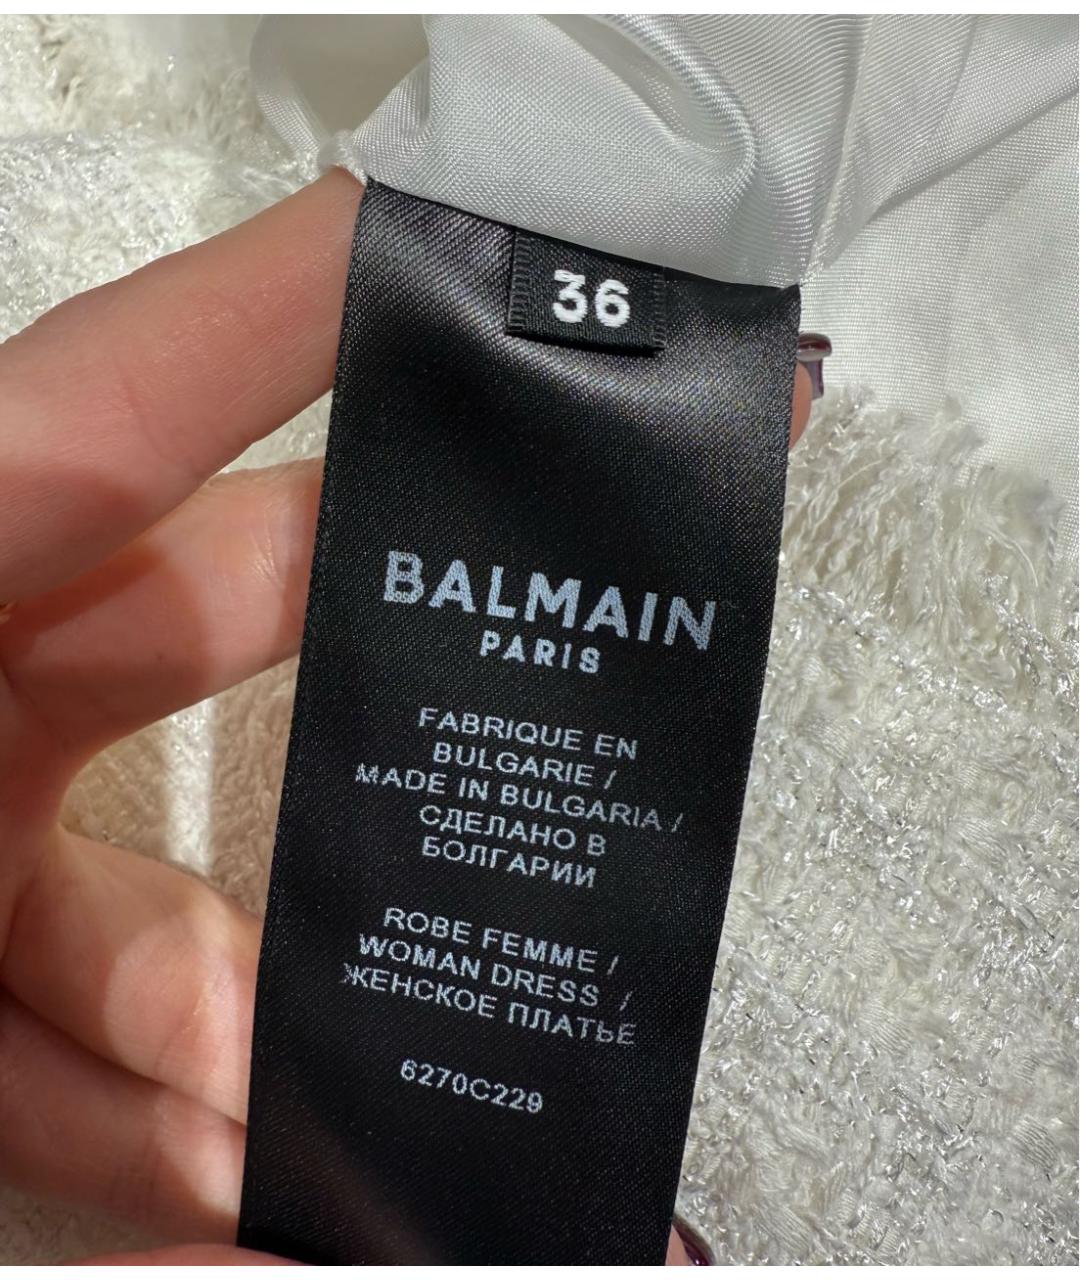 36
BALMAIN
PARIS
FABRIQUE EN
BULGARIE /
MADE IN BULGARIA /
СДЕЛАНО В
БОЛГАРИИ
ROBE FEMME /
WOMAN DRESS /
ЖЕНСКОЕ ПЛАТЬЕ
6270C229